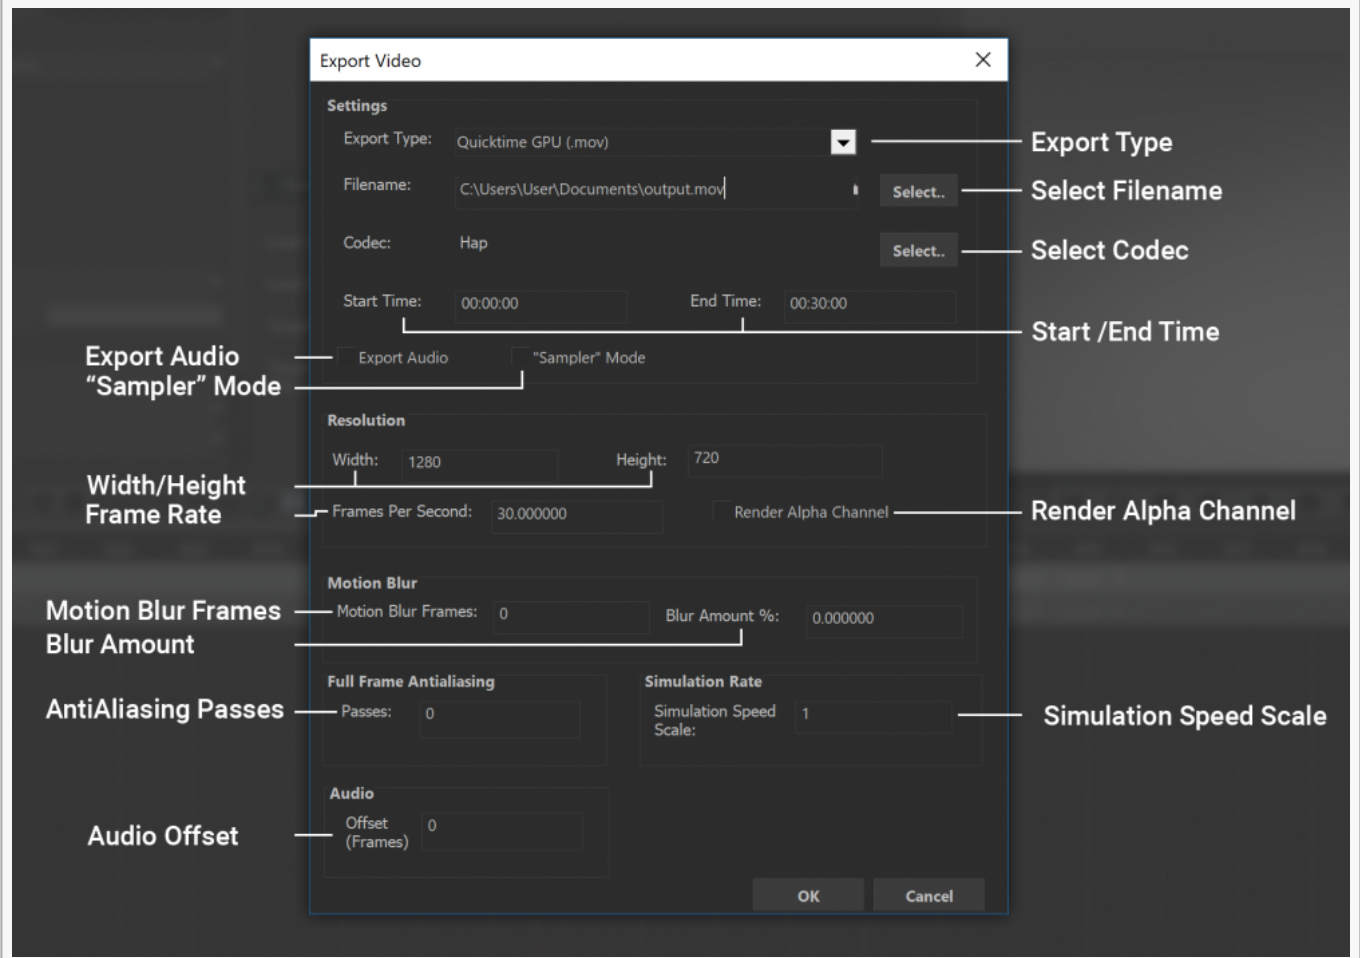 Export Video
Settings
Export Type: Quicktime GPU (.mov)
Export Type
Filename: C:\Users\User\Documents\output.mov Select..
Select Filename
Codec: Hap Select..
Select Codec
Start Time: 00:00:00 End Time: 00:30:00
Start /End Time
Export Audio
Export Audio "Sampler" Mode
“Sampler” Mode
Resolution
Width: 1280 Height: 720
Width/Height
Frame Rate
Frames Per Second: 30.000000 Render Alpha Channel
Render Alpha Channel
Motion Blur
Motion Blur Frames
Motion Blur Frames: 0 Blur Amount %: 0.000000
Blur Amount
Full Frame Antialiasing Simulation Rate
AntiAliasing Passes
Passes: 0 Simulation Speed 1
Scale:
Simulation Speed Scale
Audio
Audio Offset
Offset 0
(Frames)
OK Cancel